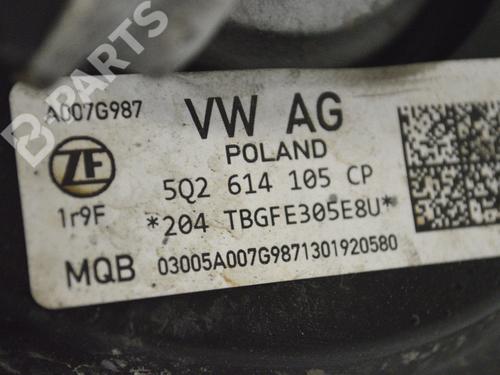 B PARTS
A007G987
VW AG
POLAND
ZF
5Q2 614 105 CP
1r9F
*204 TBGFE305E8U*
MQB
03005A007G9871301920580